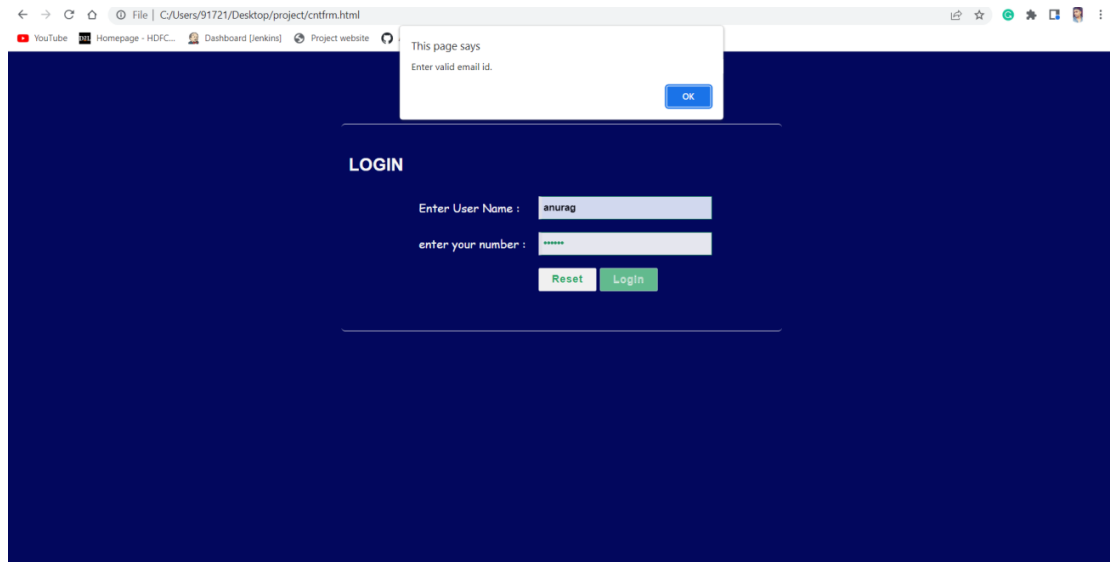 File | C:/Users/91721/Desktop/project/cntfrm.html
YouTube Homepage - HDFC... Dashboard [Jenkins] Project website
This page says
Enter valid email id.
OK
LOGIN
Enter User Name : anurag
enter your number : ••••••
Reset LogIn